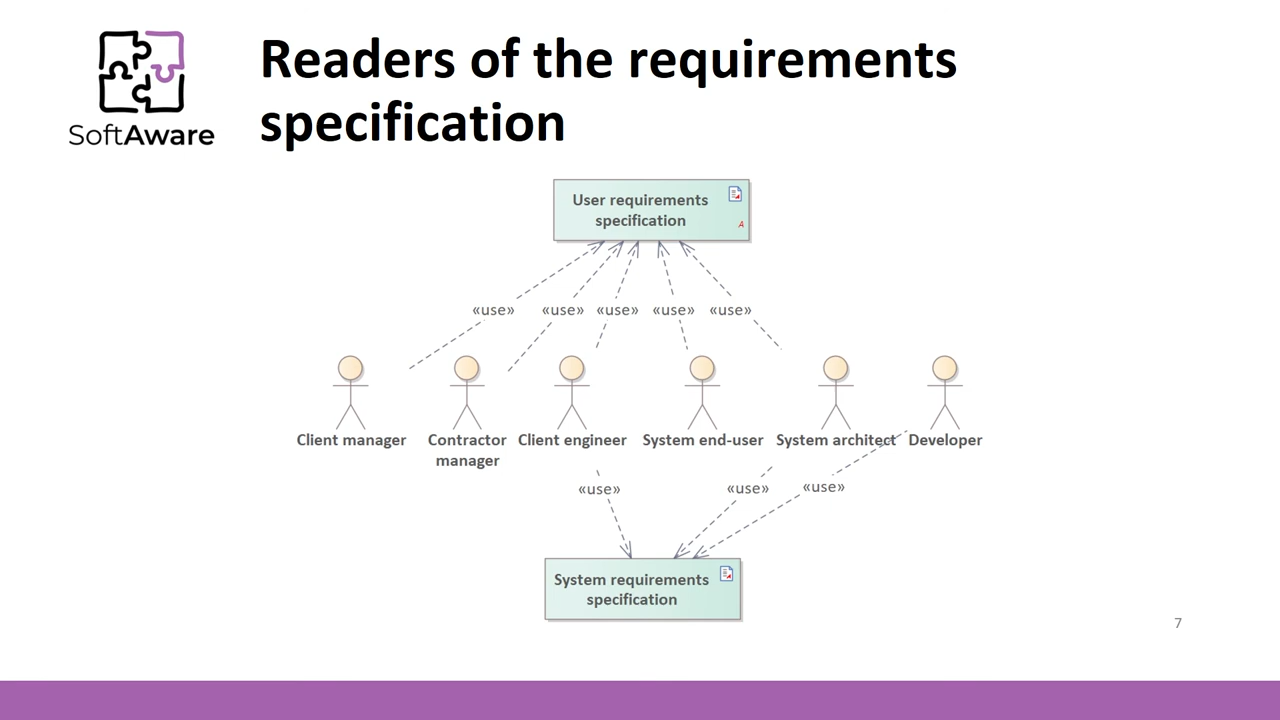 SoftAware
Readers of the requirements
specification
User requirements
specification
A
«use» «use» «use» «use» «use»
Client manager Contractor Client engineer System end-user System architect Developer
manager
«use» «use» «use»
System requirements
specification
7